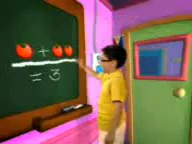 +
= 3